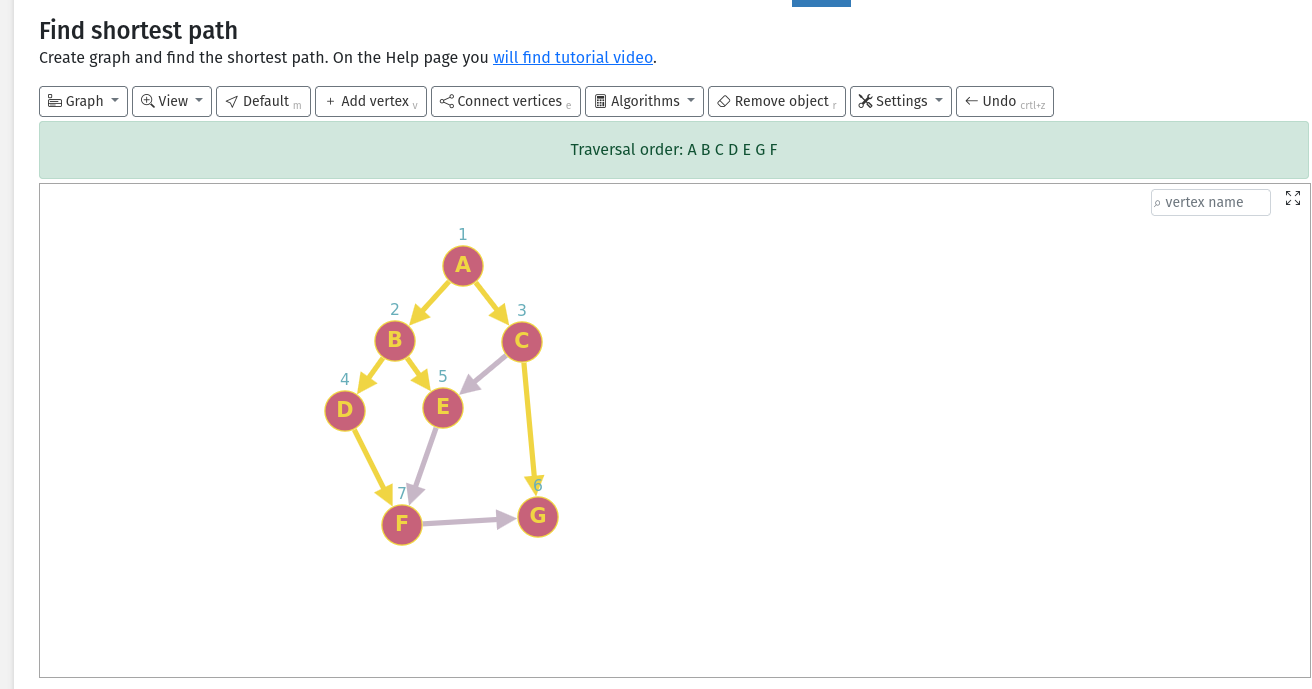 Find shortest path
Create graph and find the shortest path. On the Help page you will find tutorial video.
Graph View Default m + Add vertex v Connect vertices e Algorithms Remove object r Settings Undo crtl+z
Traversal order: A B C D E G F
vertex name
1
A
2
3
B
C
4
5
D
E
6
7
G
F